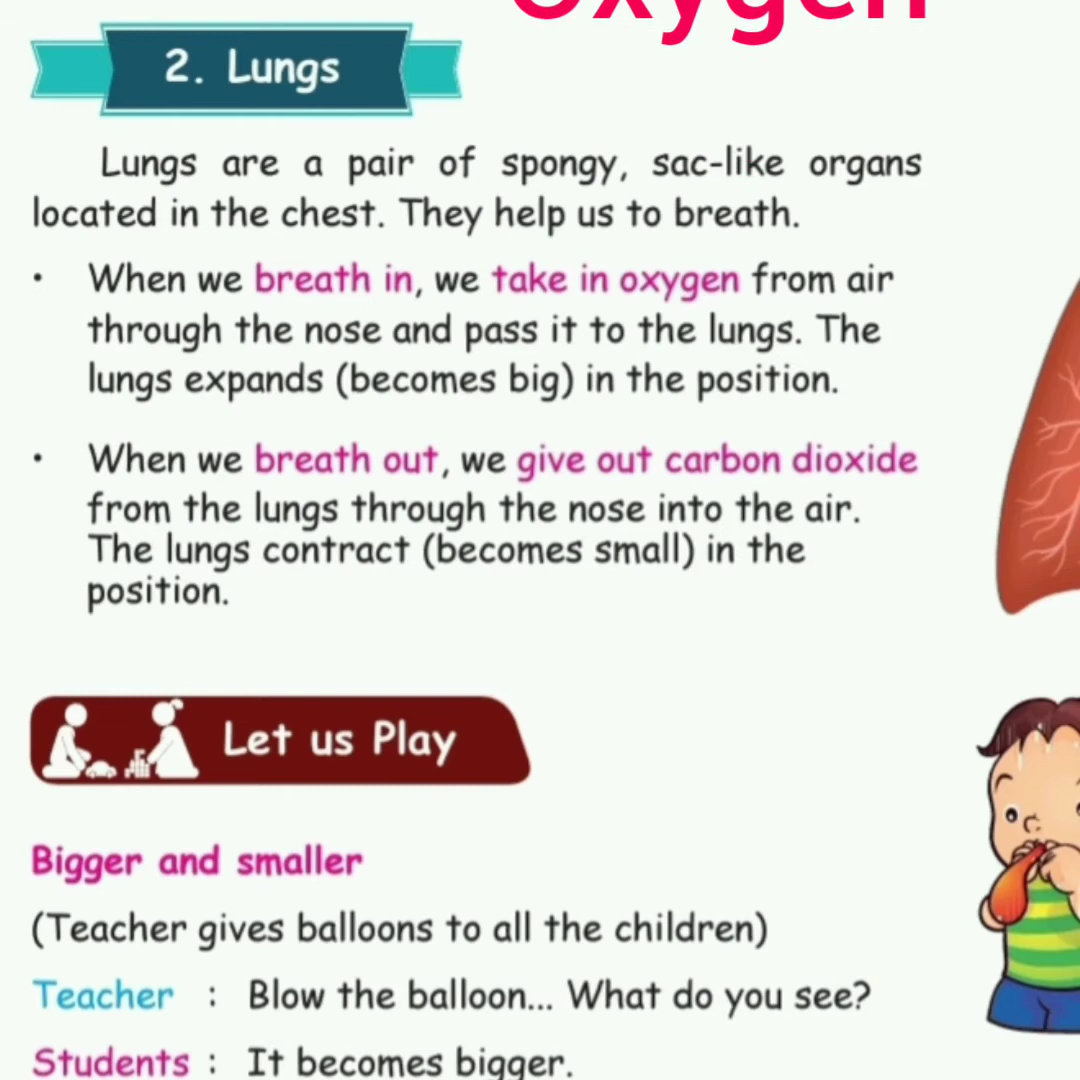 Oxygen
2. Lungs
Lungs are a pair of spongy, sac-like organs
located in the chest. They help us to breath.
• When we breath in, we take in oxygen from air
through the nose and pass it to the lungs. The
lungs expands (becomes big) in the position.
• When we breath out, we give out carbon dioxide
from the lungs through the nose into the air.
The lungs contract (becomes small) in the
position.
Let us Play
Bigger and smaller
(Teacher gives balloons to all the children)
Teacher : Blow the balloon... What do you see?
Students : It becomes bigger.